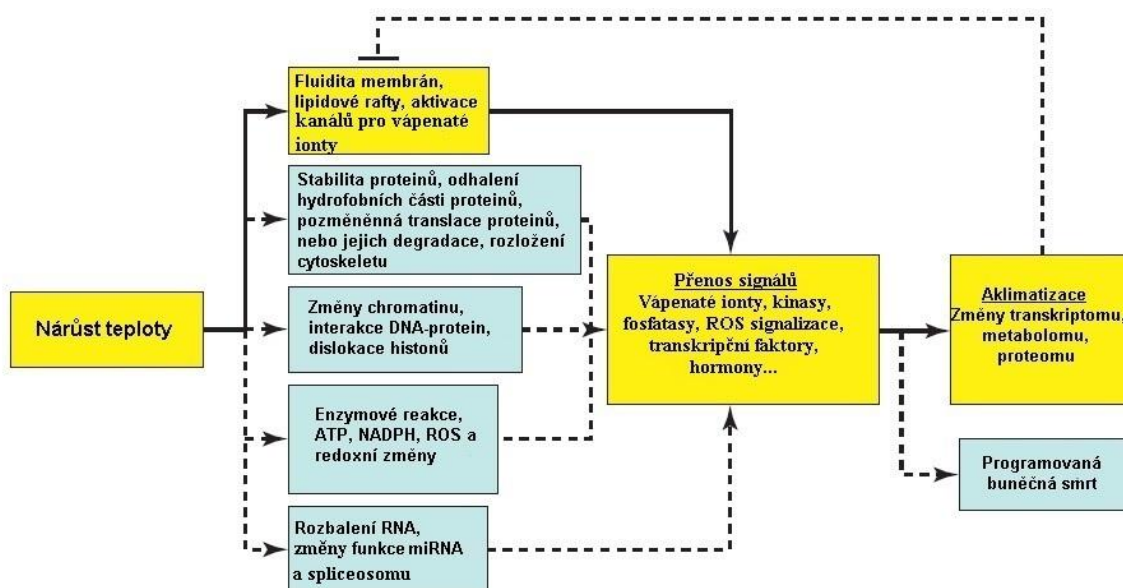 Fluidita membrán,
lipidové rafty, aktivace
kanálů pro vápenaté
ionty
Stabilita proteinů, odhalení
hydrofobních části proteinů,
pozměněnná translace proteinů,
nebo jejich degradace, rozložení
cytoskeletu
Nárůst teploty
Změny chromatinu,
interakce DNA-protein,
dislokace histonů
Enzymové reakce,
ATP, NADPH, ROS a
redoxní změny
Rozbalení RNA,
změny funkce miRNA
a spliceosomu
Přenos signálů
Vápenaté ionty, kinasy,
fosfatasy, ROS signalizace,
transkripční faktory,
hormony...
Aklimatizace
Změny transkriptomu,
metabolomu,
proteomu
Programovaná
buněčná smrt